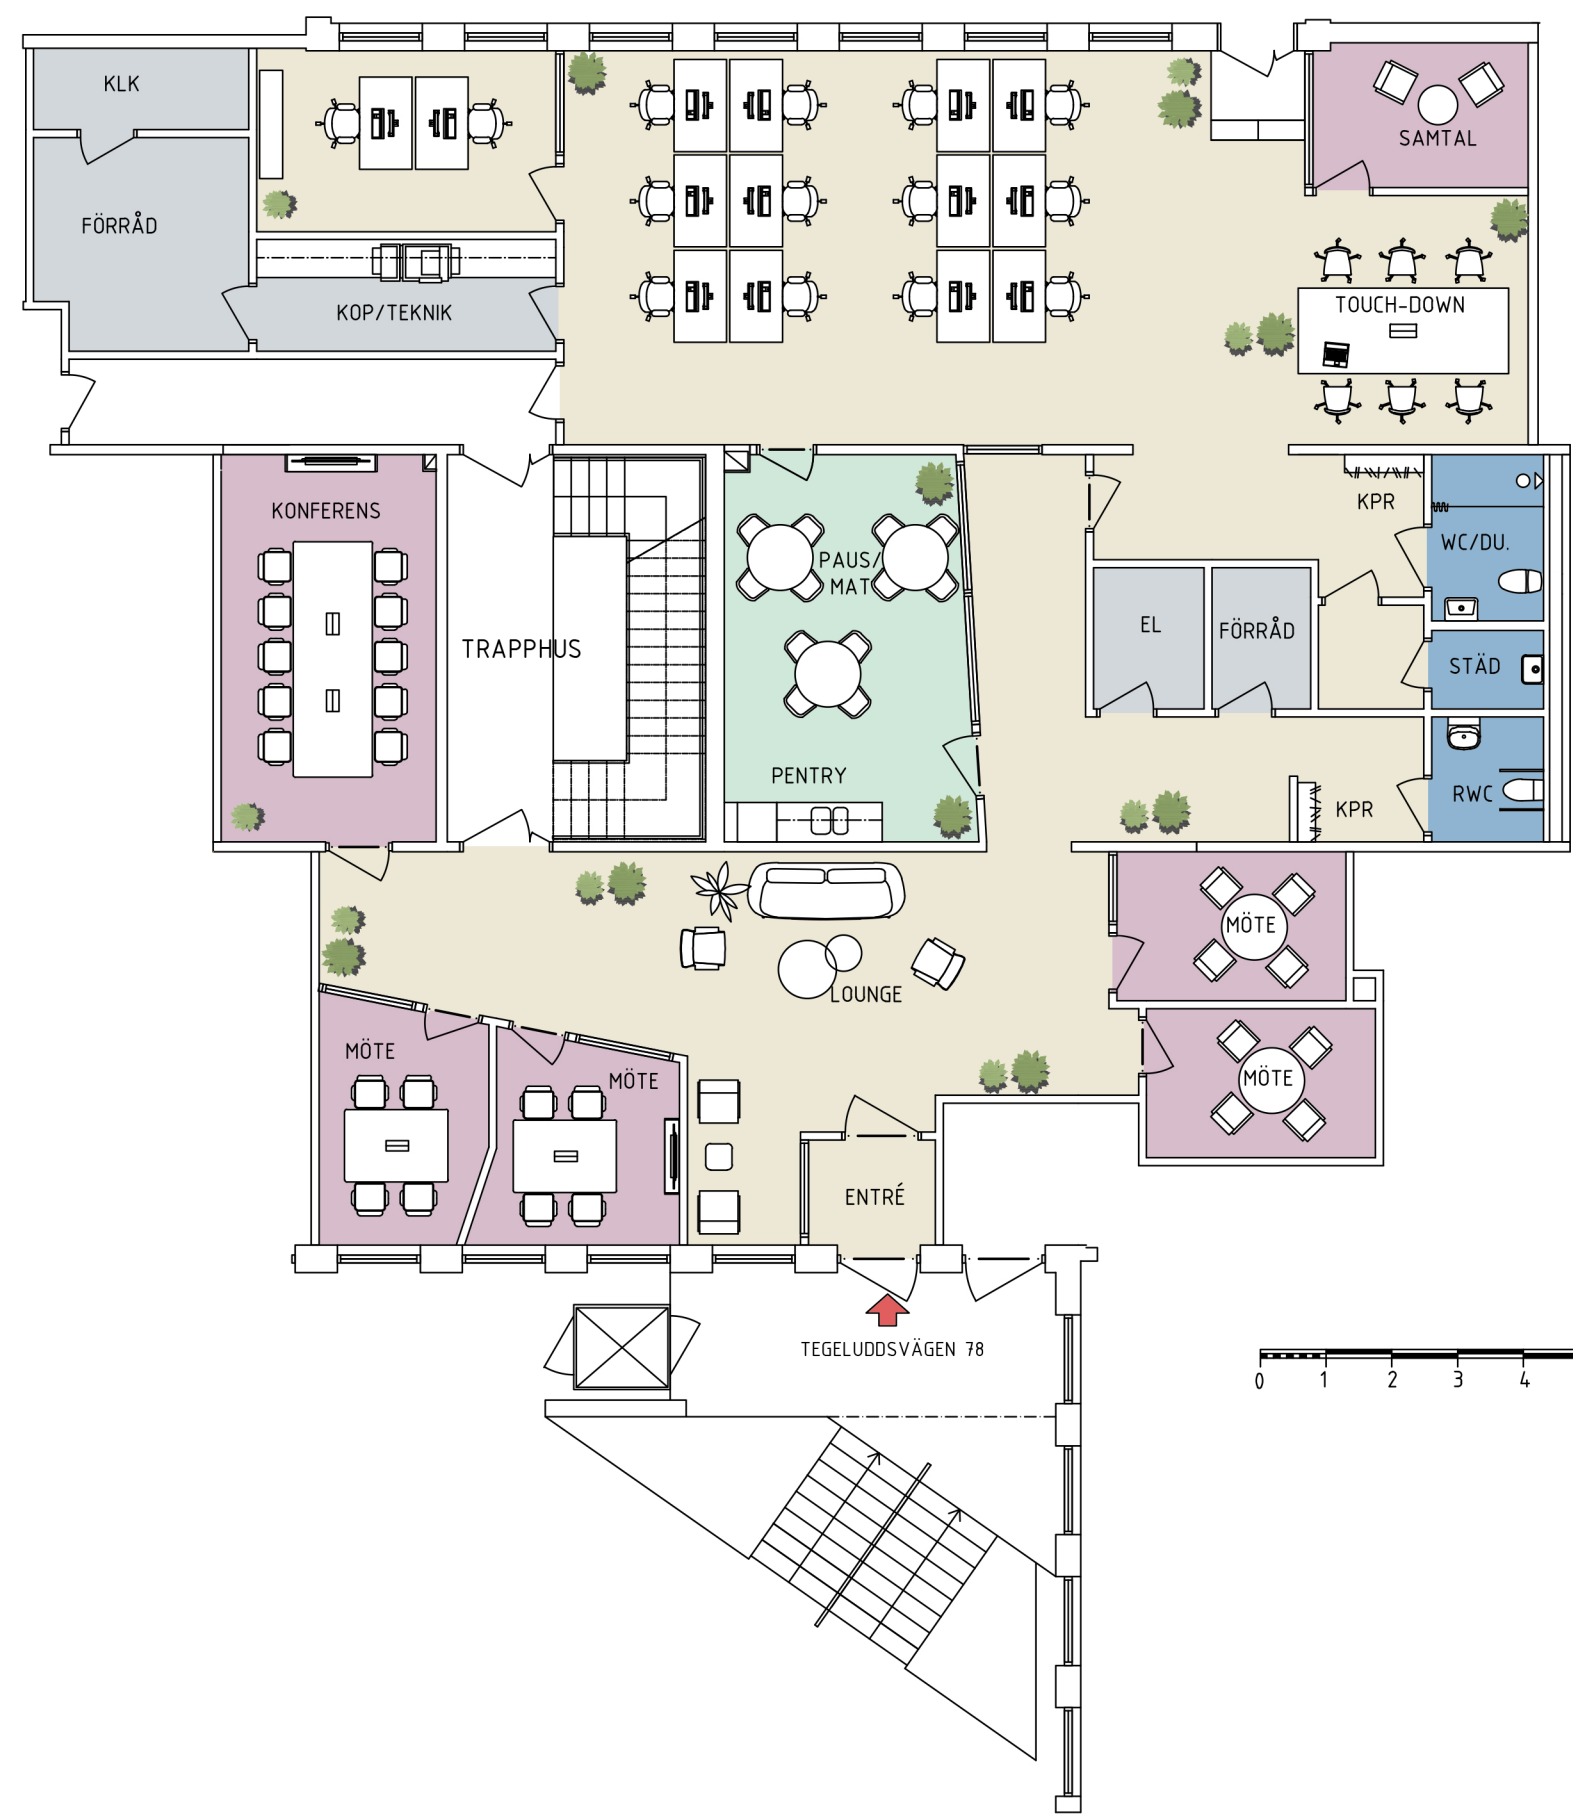 KLK
SAMTAL
FÖRRÅD
KOP/TEKNIK
TOUCH-DOWN
KONFERENS
KPR
WC/DU.
PAUS/
MAT
TRAPPHUS
EL
FÖRRÅD
STÄD
PENTRY
RWC
KPR
MÖTE
LOUNGE
MÖTE
MÖTE
MÖTE
ENTRÉ
TEGELUDDSVÄGEN 78
0 1 2 3 4